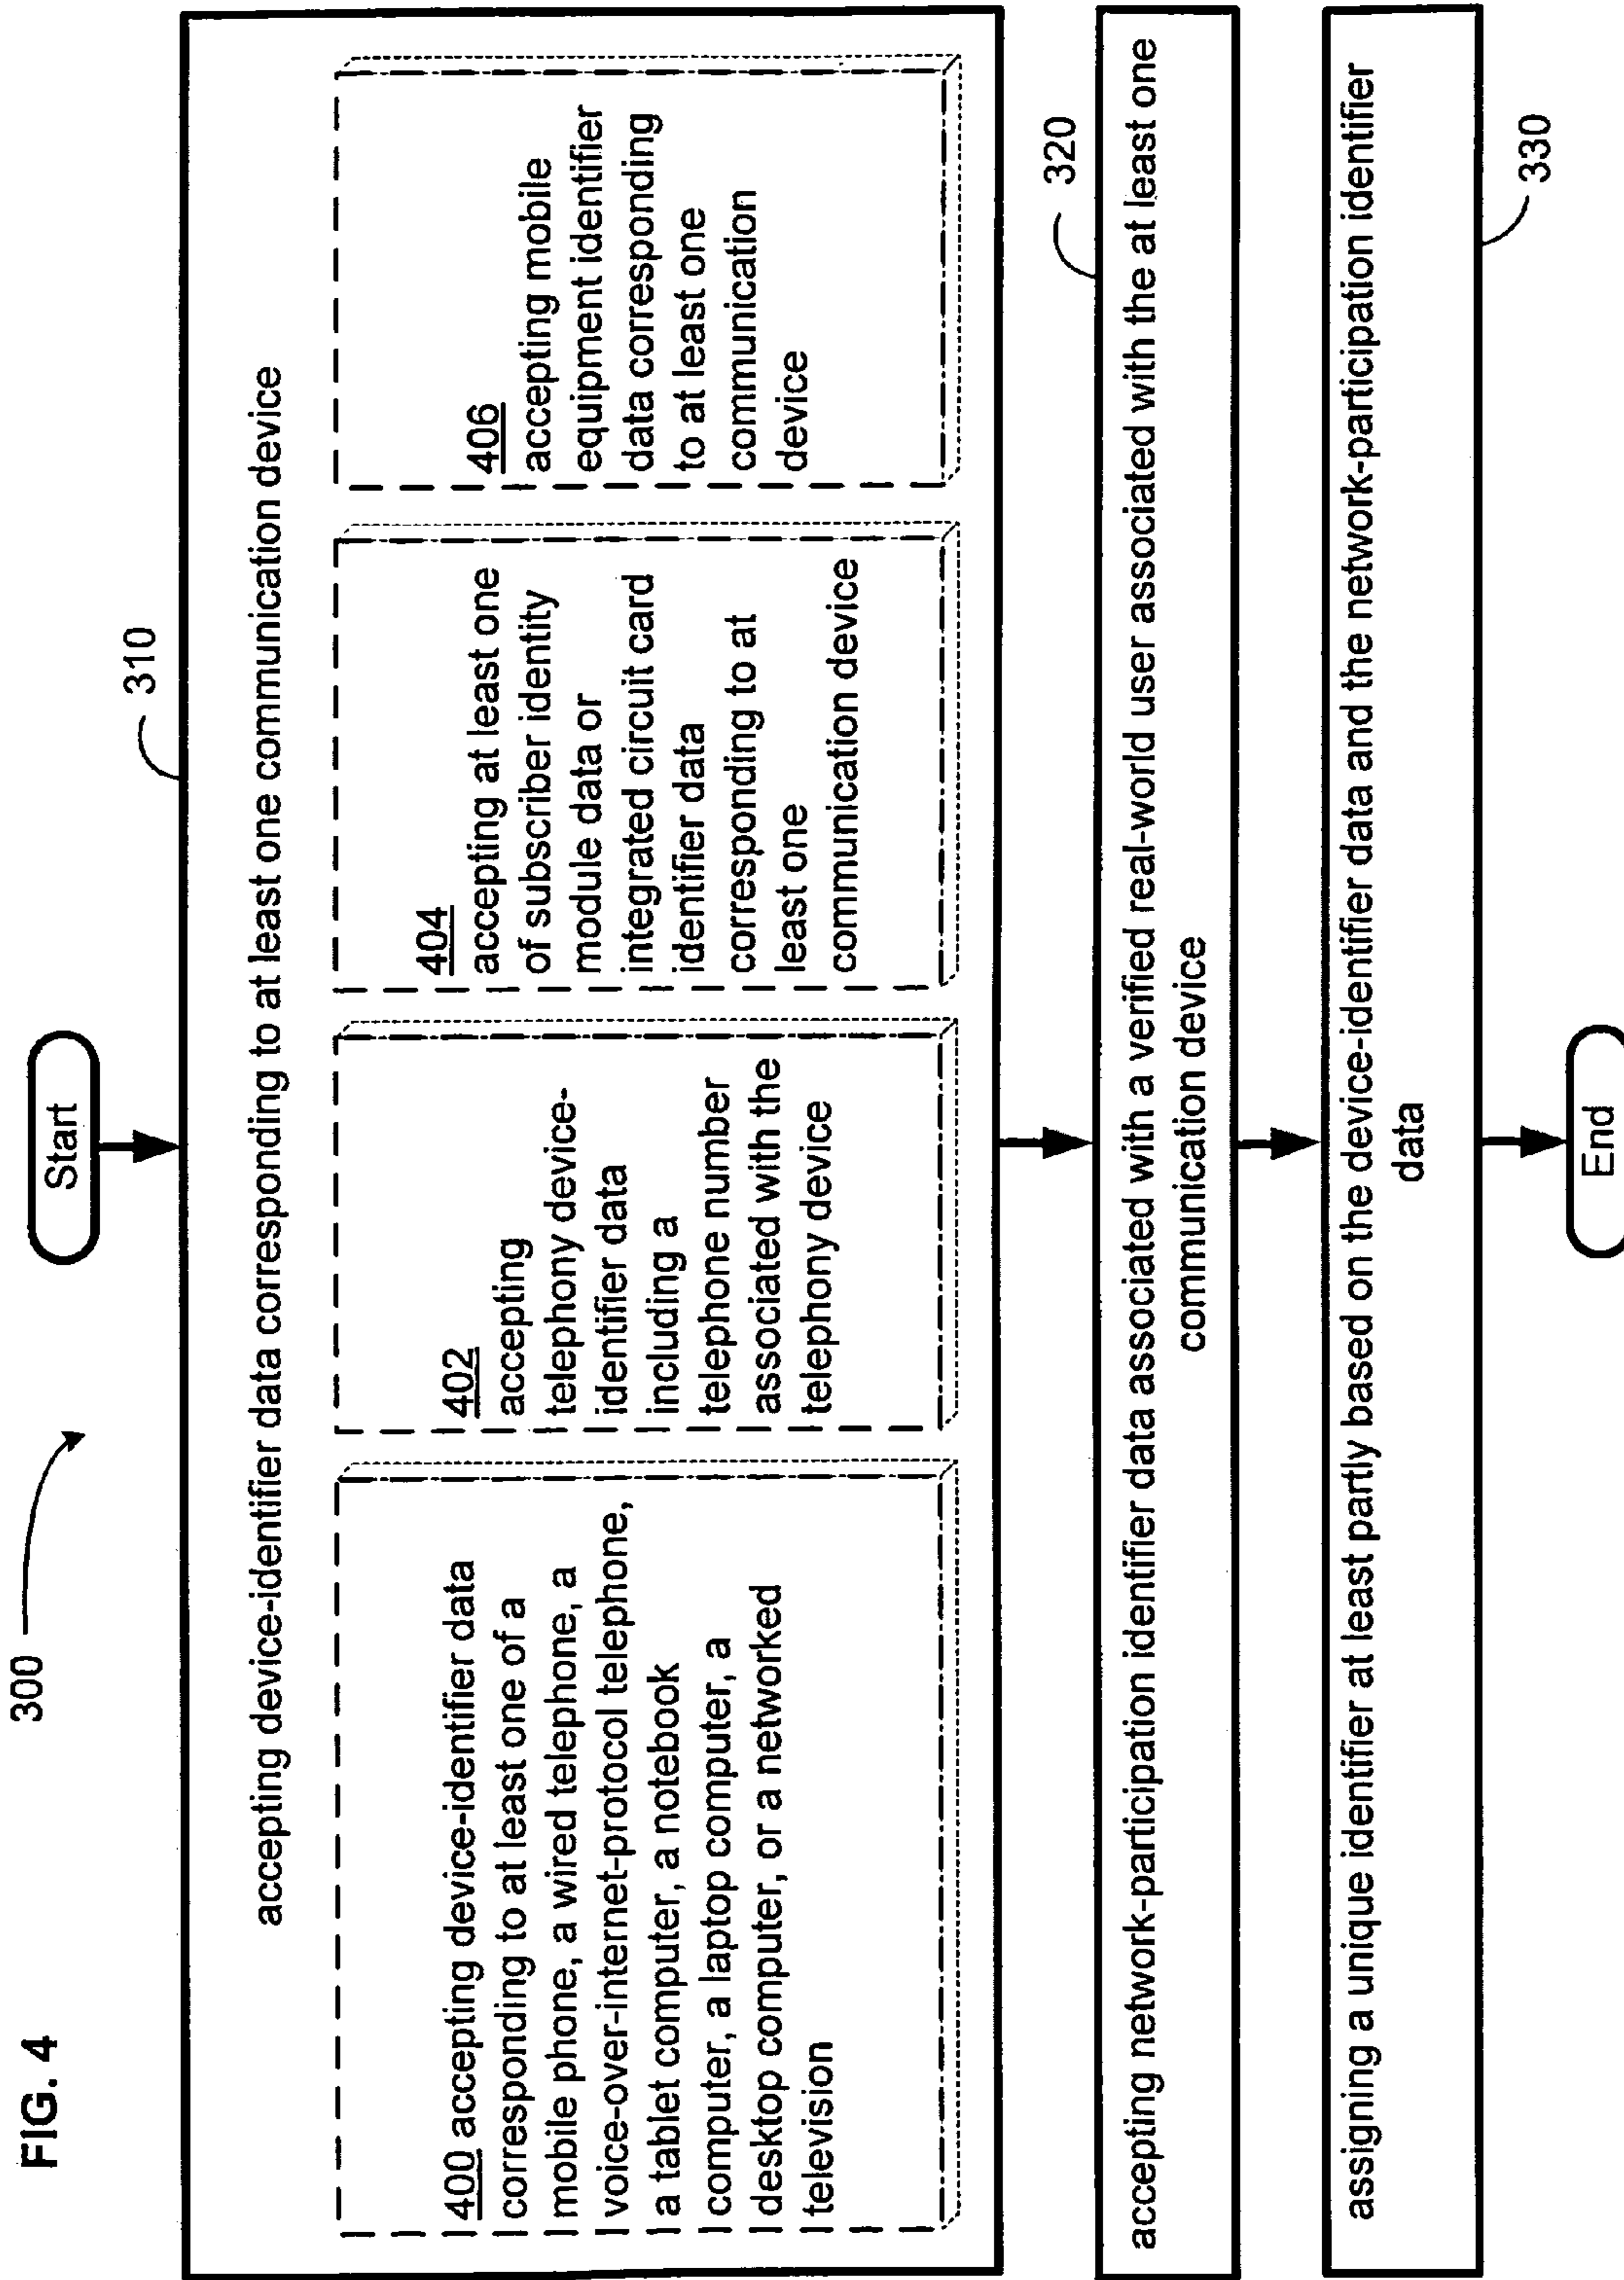 FIG. 4
300
Start
310
accepting device-identifier data corresponding to at least one communication device
400 accepting device-identifier data
corresponding to at least one of a
mobile phone, a wired telephone, a
voice-over-internet-protocol telephone,
a tablet computer, a notebook
computer, a laptop computer, a
desktop computer, or a networked
television
402
accepting
telephony device-
identifier data
including a
telephone number
associated with the
telephony device
404
accepting at least one
of subscriber identity
module data or
integrated circuit card
identifier data
corresponding to at
least one
communication device
406
accepting mobile
equipment identifier
data corresponding
to at least one
communication
device
320
accepting network-participation identifier data associated with a verified real-world user associated with the at least one
communication device
330
assigning a unique identifier at least partly based on the device-identifier data and the network-participation identifier
data
End